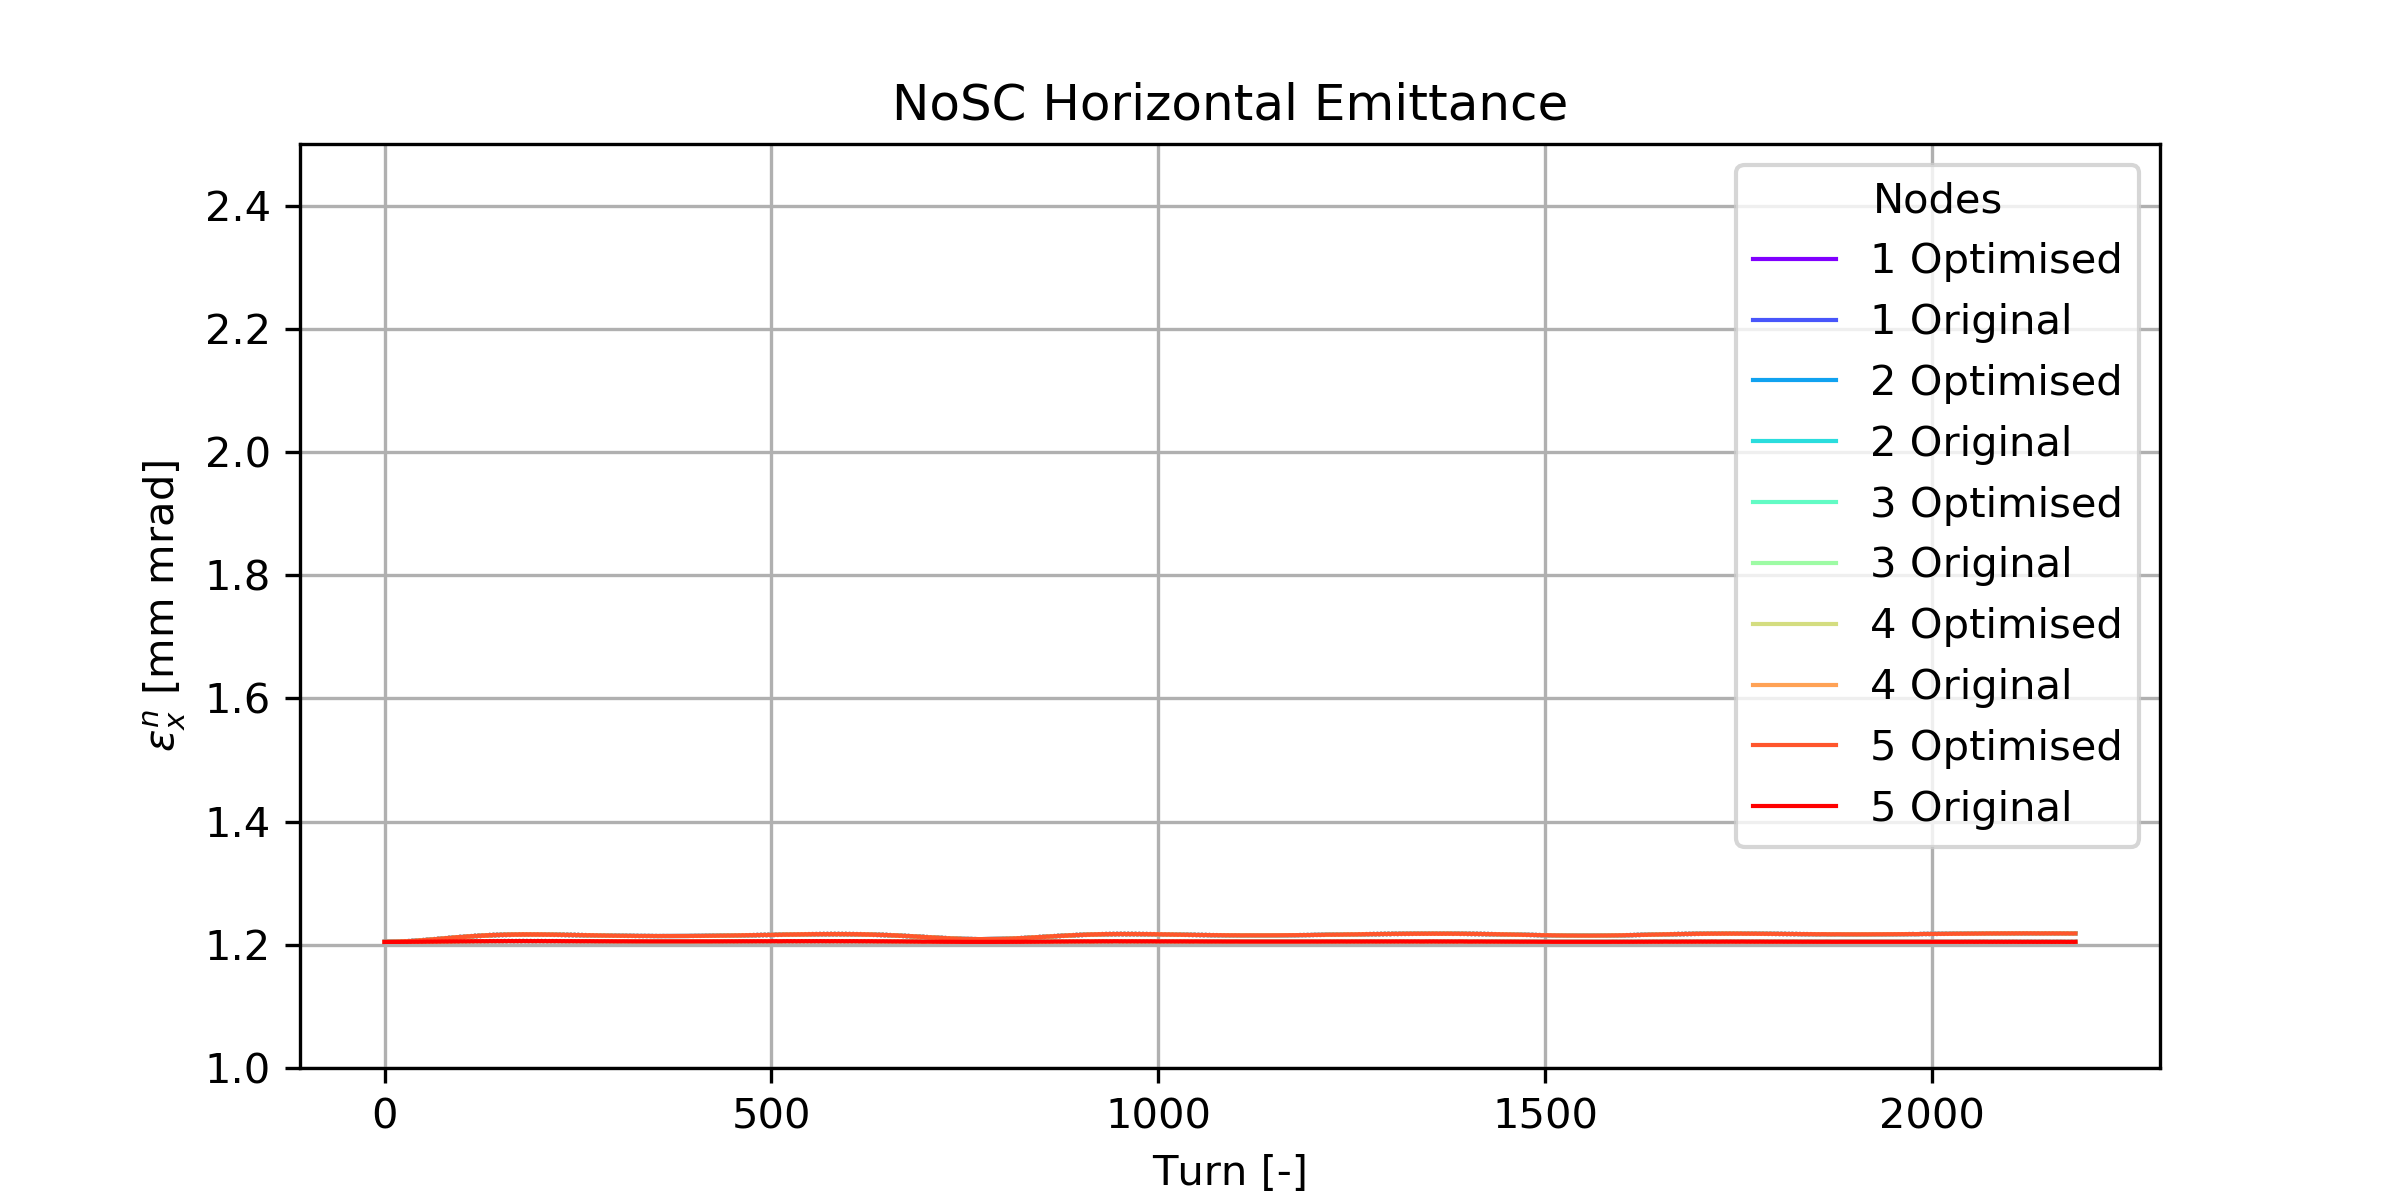 NoSC Horizontal Emittance
2.4
2.2
2.0
1.8
1.6
1.4
1.2
1.0
εₓⁿ [mm mrad]
Nodes
1 Optimised
1 Original
2 Optimised
2 Original
3 Optimised
3 Original
4 Optimised
4 Original
5 Optimised
5 Original
0 500 1000 1500 2000
Turn [-]